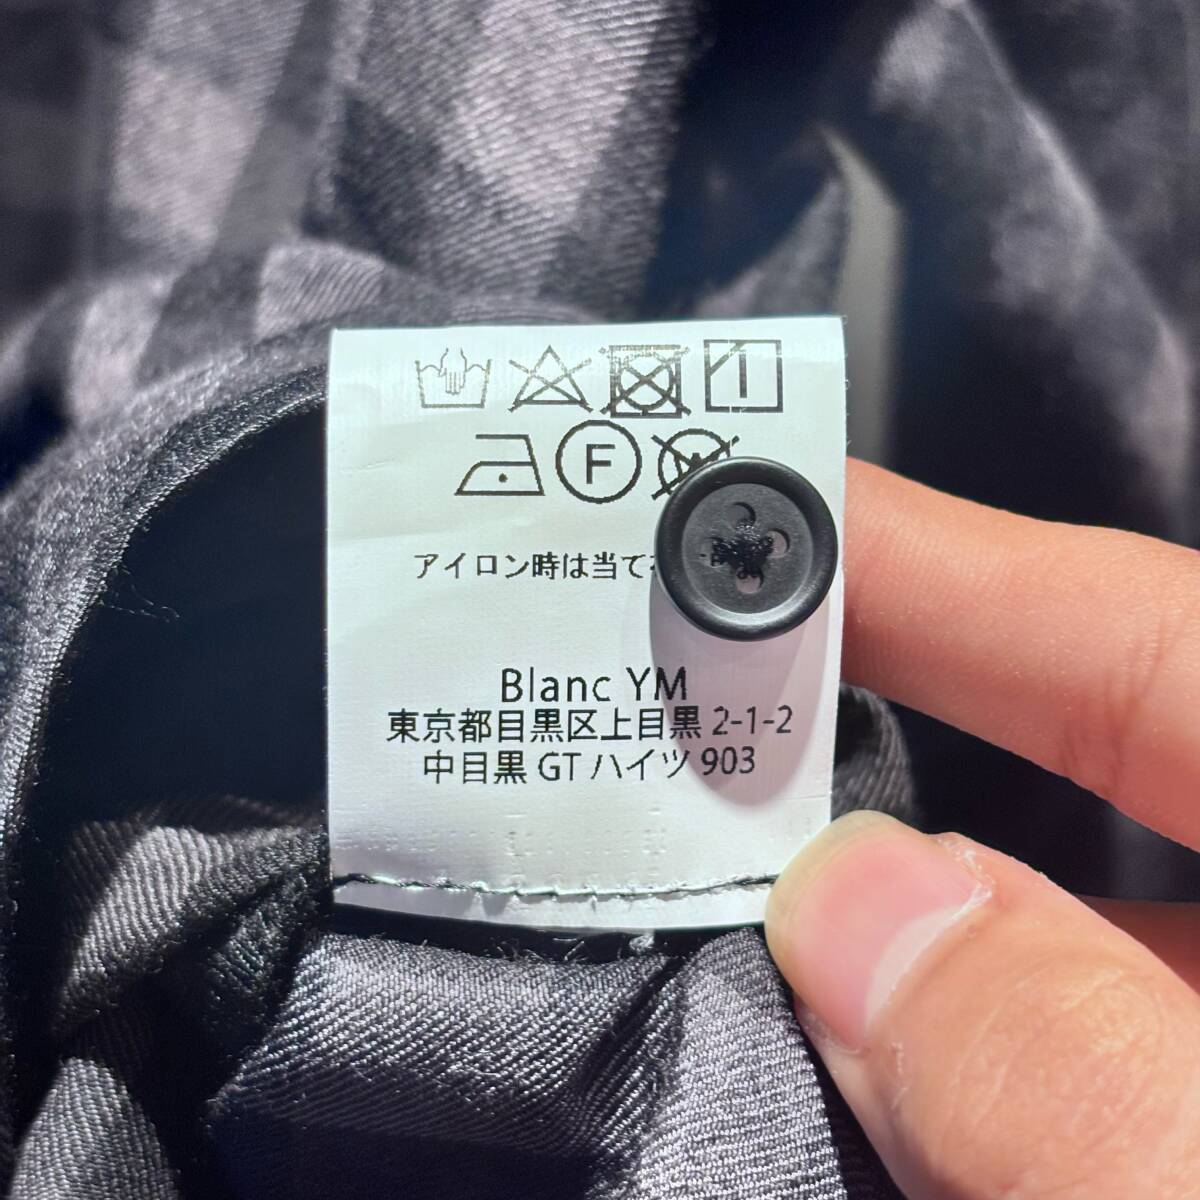 F
W
アイロン時は当て
Blanc YM
東京都目黒区上目黒 2-1-2
中目黒 GT ハイツ 903